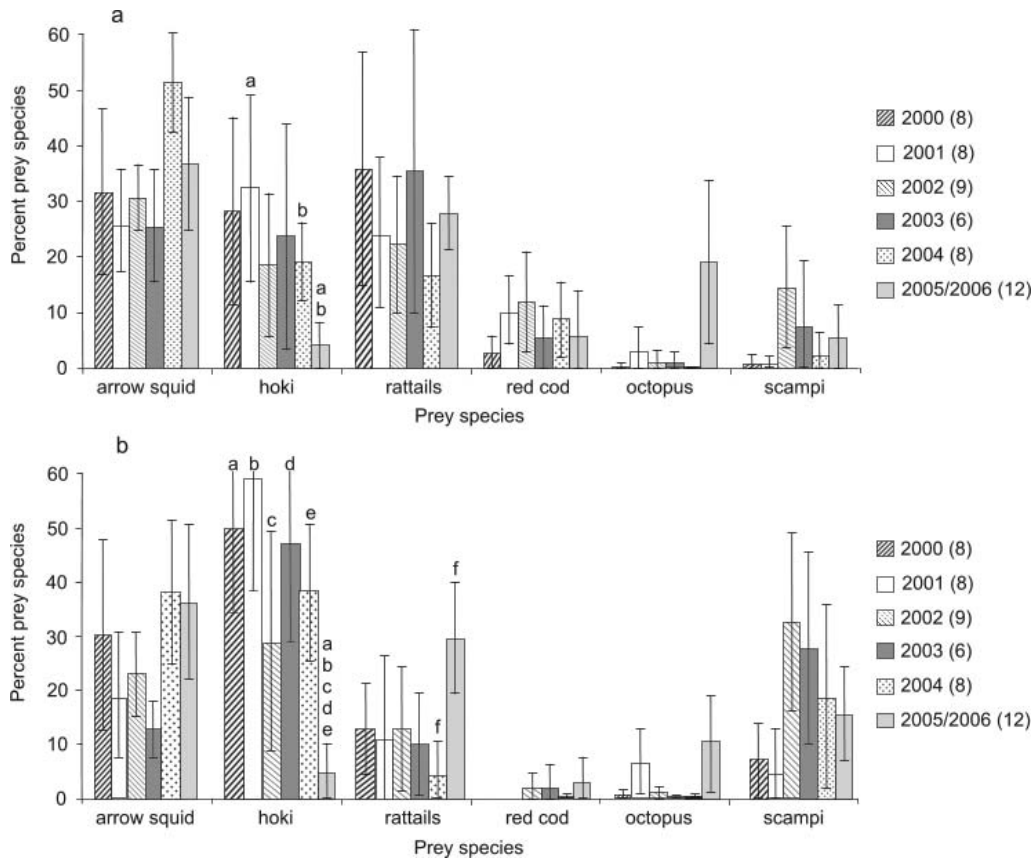 a
60
50
40
30
20
10
0
Percent prey species
a
b
a
b
arrow squid hoki rattails red cod octopus scampi
Prey species
2000 (8)
2001 (8)
2002 (9)
2003 (6)
2004 (8)
2005/2006 (12)
b
60
50
40
30
20
10
0
Percent prey species
a b d
c e
a
b
c
d
e
f
f
arrow squid hoki rattails red cod octopus scampi
Prey species
2000 (8)
2001 (8)
2002 (9)
2003 (6)
2004 (8)
2005/2006 (12)